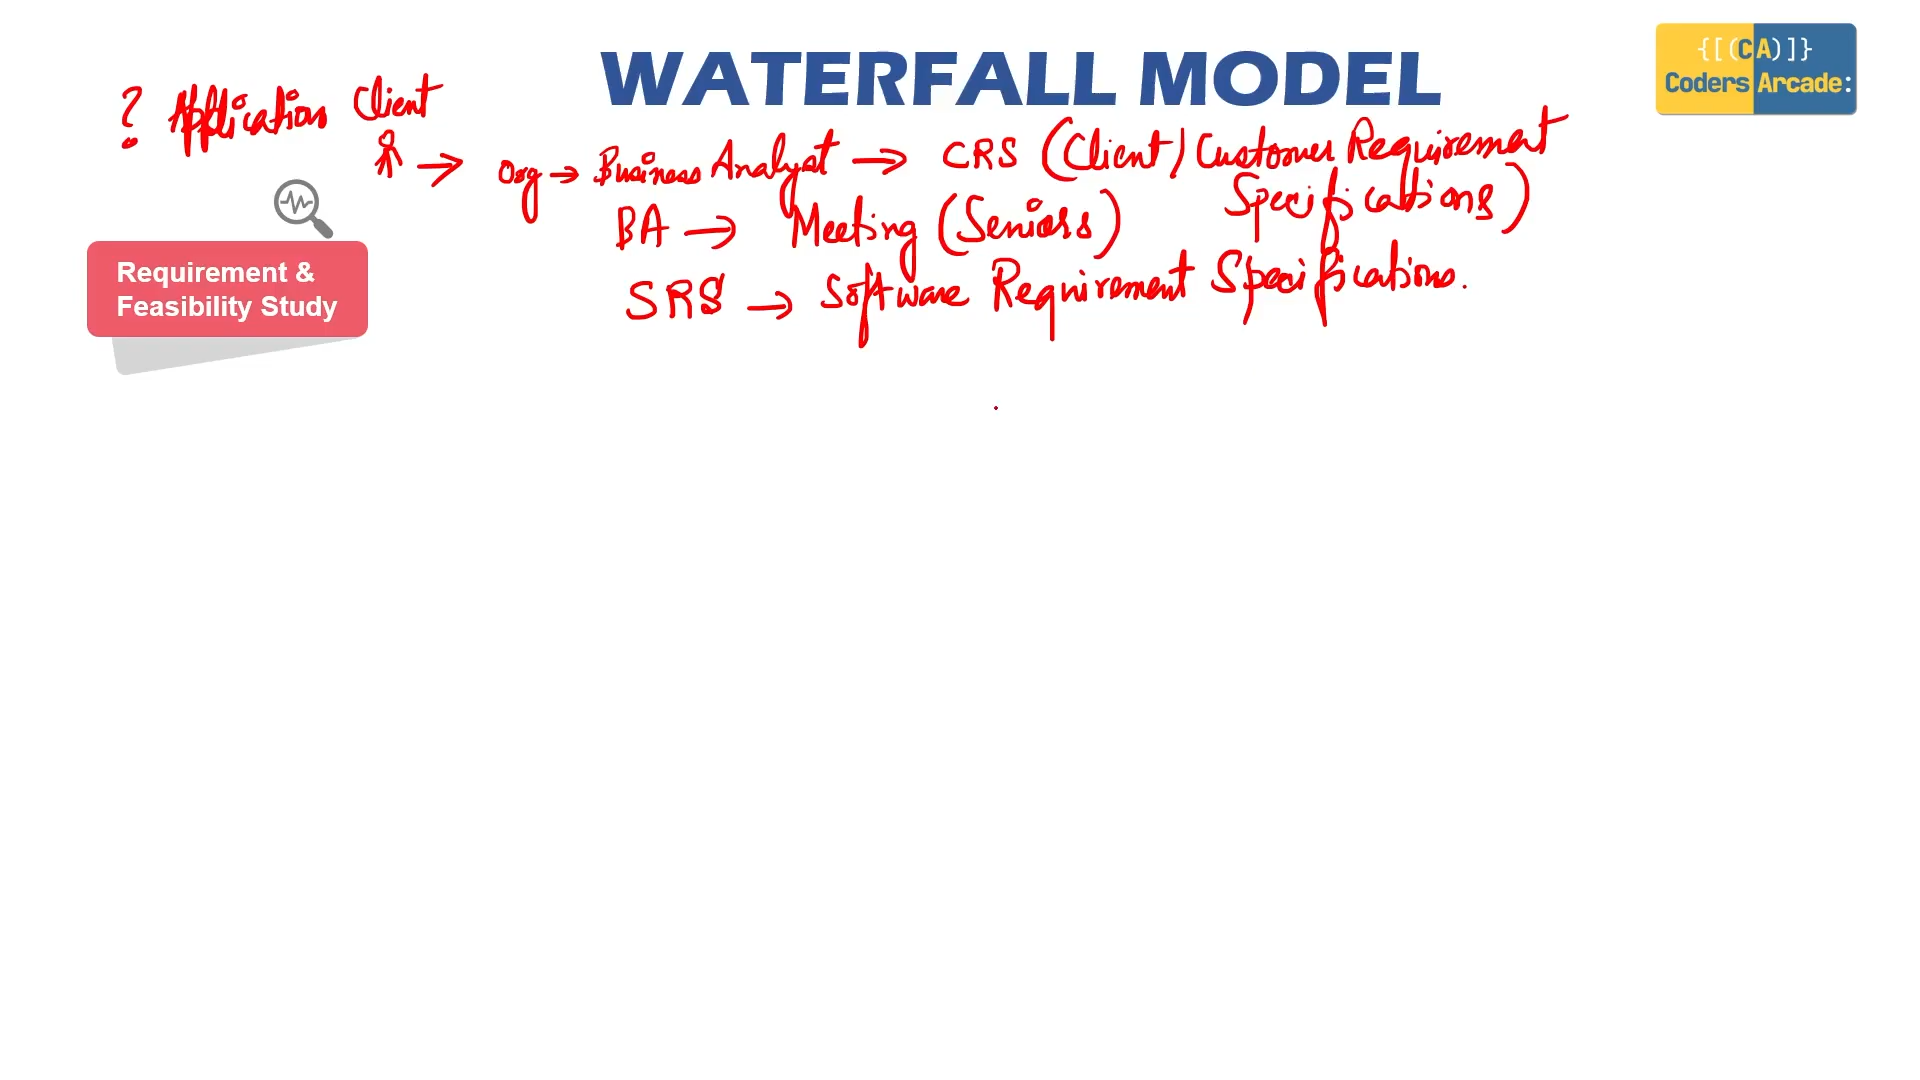 WATERFALL MODEL
{[(CA)]}
Coders Arcade:
? Application Client
→ Org → Business Analyst → CRS (Client/Customer Requirement
Specifications)
BA → Meeting (Seniors)
SRS → Software Requirement Specifications.
Requirement &
Feasibility Study